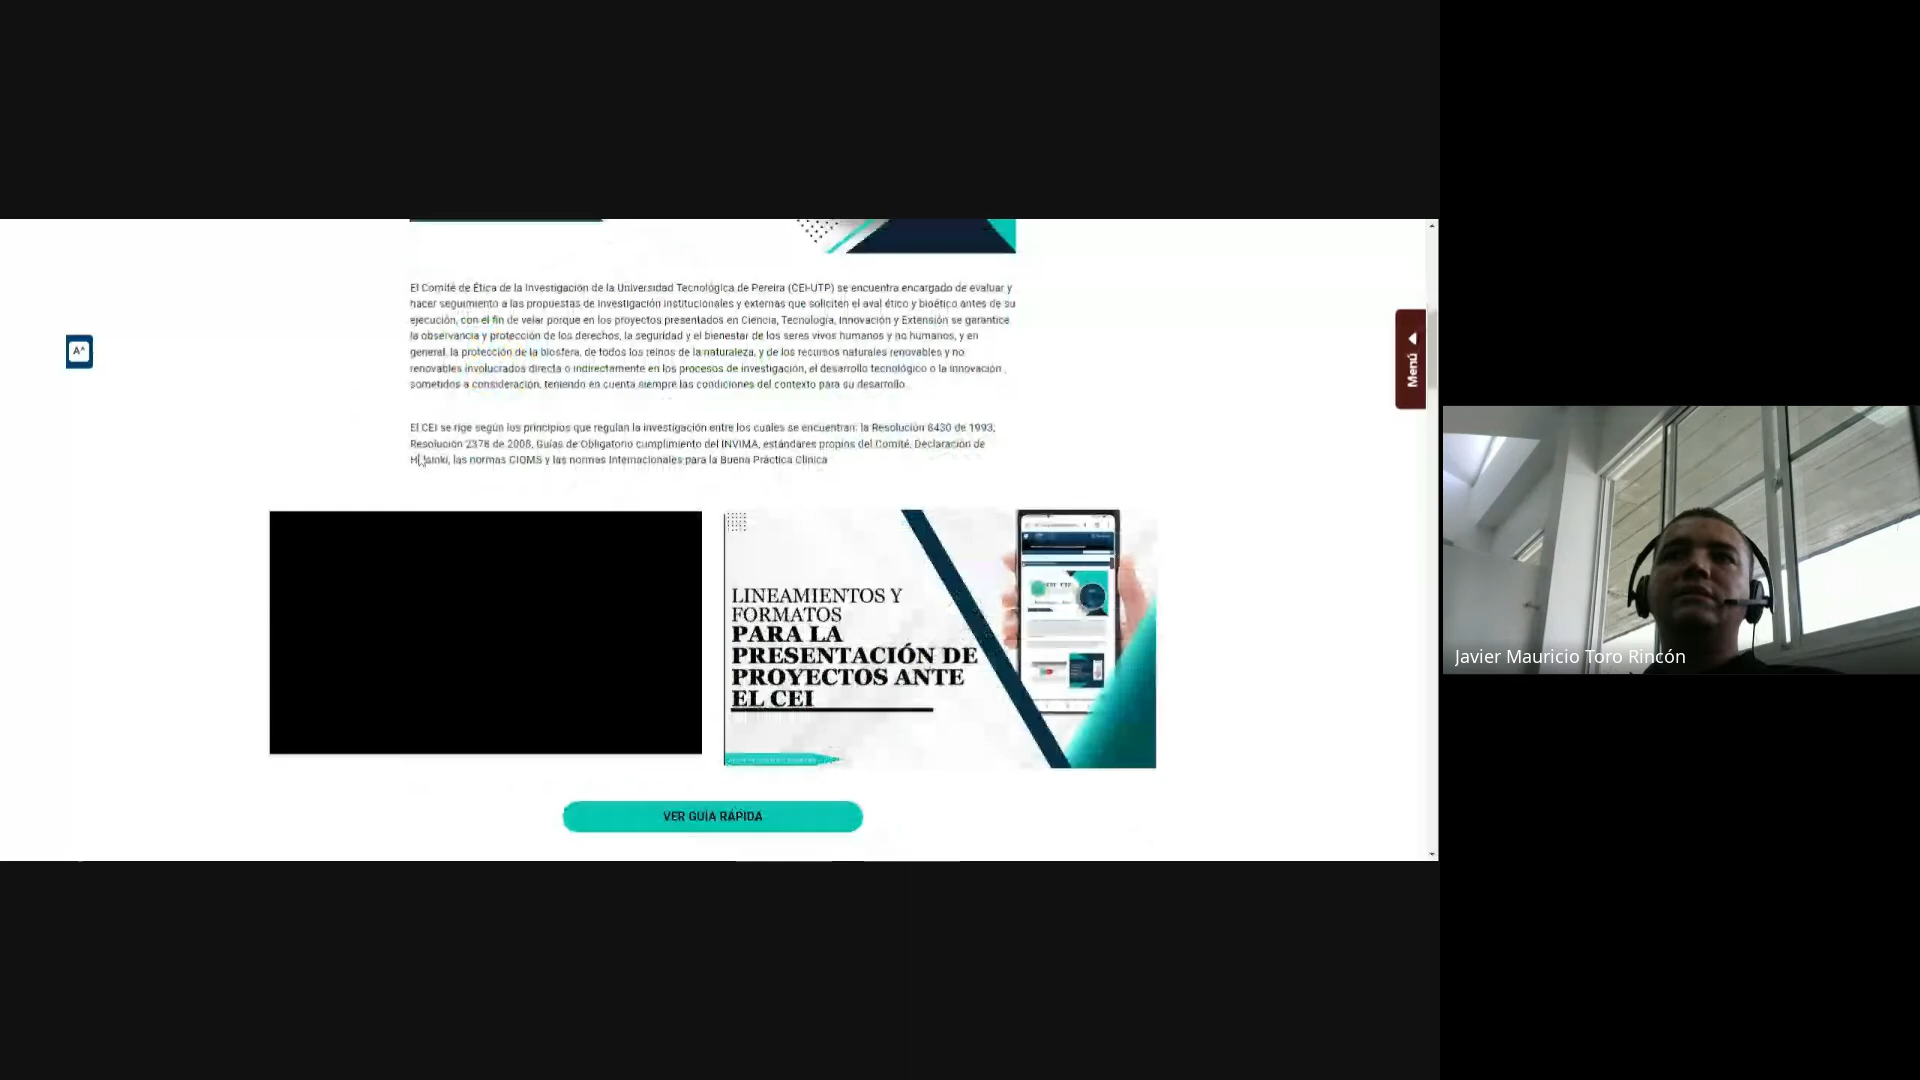 El Comité de Ética de la Investigación de la Universidad Tecnológica de Pereira (CEI-UTP) se encuentra encargado de evaluar y
hacer seguimiento a las propuestas de investigación institucionales y externas que soliciten el aval ético y bioético antes de su
ejecución, con el fin de velar porque en los proyectos presentados en Ciencia, Tecnología, Innovación y Extensión se garantice
la observancia y protección de los derechos, la seguridad y el bienestar de los seres vivos humanos y no humanos, y en
general, la protección de la biosfera, de todos los reinos de la naturaleza, y de los recursos naturales renovables y no
renovables involucrados directa o indirectamente en los procesos de investigación, el desarrollo tecnológico o la innovación ,
sometidos a consideración, teniendo en cuenta siempre las condiciones del contexto para su desarrollo.
A^
Menú
El CEI se rige según los principios que regulan la investigación entre los cuales se encuentran: la Resolución 8430 de 1993,
Resolución 2378 de 2008, Guías de Obligatorio cumplimiento del INVIMA, estándares propios del Comité, Declaración de
Helsinki, las normas CIOMS y las normas Internacionales para la Buena Práctica Clínica
LINEAMIENTOS Y
FORMATOS
PARA LA
PRESENTACIÓN DE
PROYECTOS ANTE
EL CEI
VER GUÍA RÁPIDA
Javier Mauricio Toro Rincón